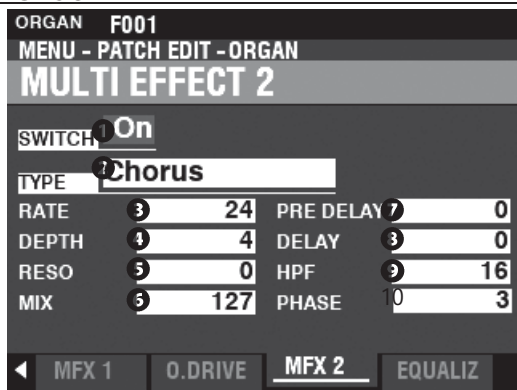 ORGAN F001
MENU - PATCH EDIT - ORGAN
MULTI EFFECT 2
SWITCH 1 On
TYPE 2 Chorus
RATE 3 24 PRE DELAY 7 0
DEPTH 4 4 DELAY 8 0
RESO 5 0 HPF 9 16
MIX 6 127 PHASE 10 3
MFX 1 O.DRIVE MFX 2 EQUALIZ